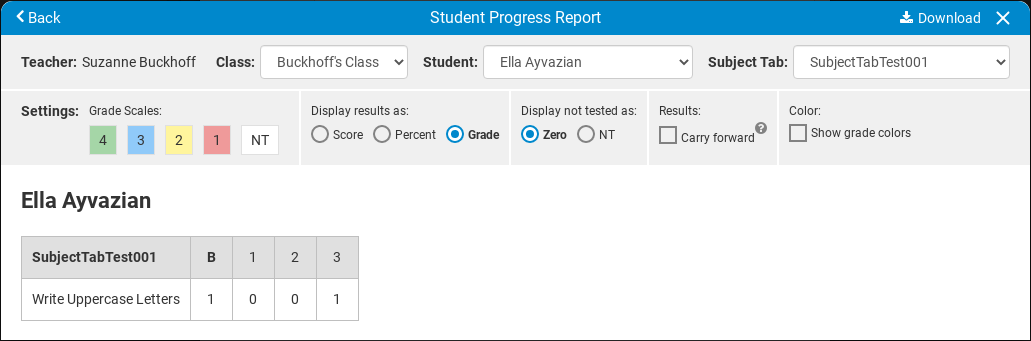 Back Student Progress Report Download
Teacher: Suzanne Buckhoff Class: Buckhoff's Class Student: Ella Ayvazian Subject Tab: SubjectTabTest001
Settings: Grade Scales: Display results as: Display not tested as: Results: Color:
4 3 2 1 NT Score Percent Grade Zero NT Carry forward ? Show grade colors
Ella Ayvazian
SubjectTabTest001 B 1 2 3
Write Uppercase Letters 1 0 0 1